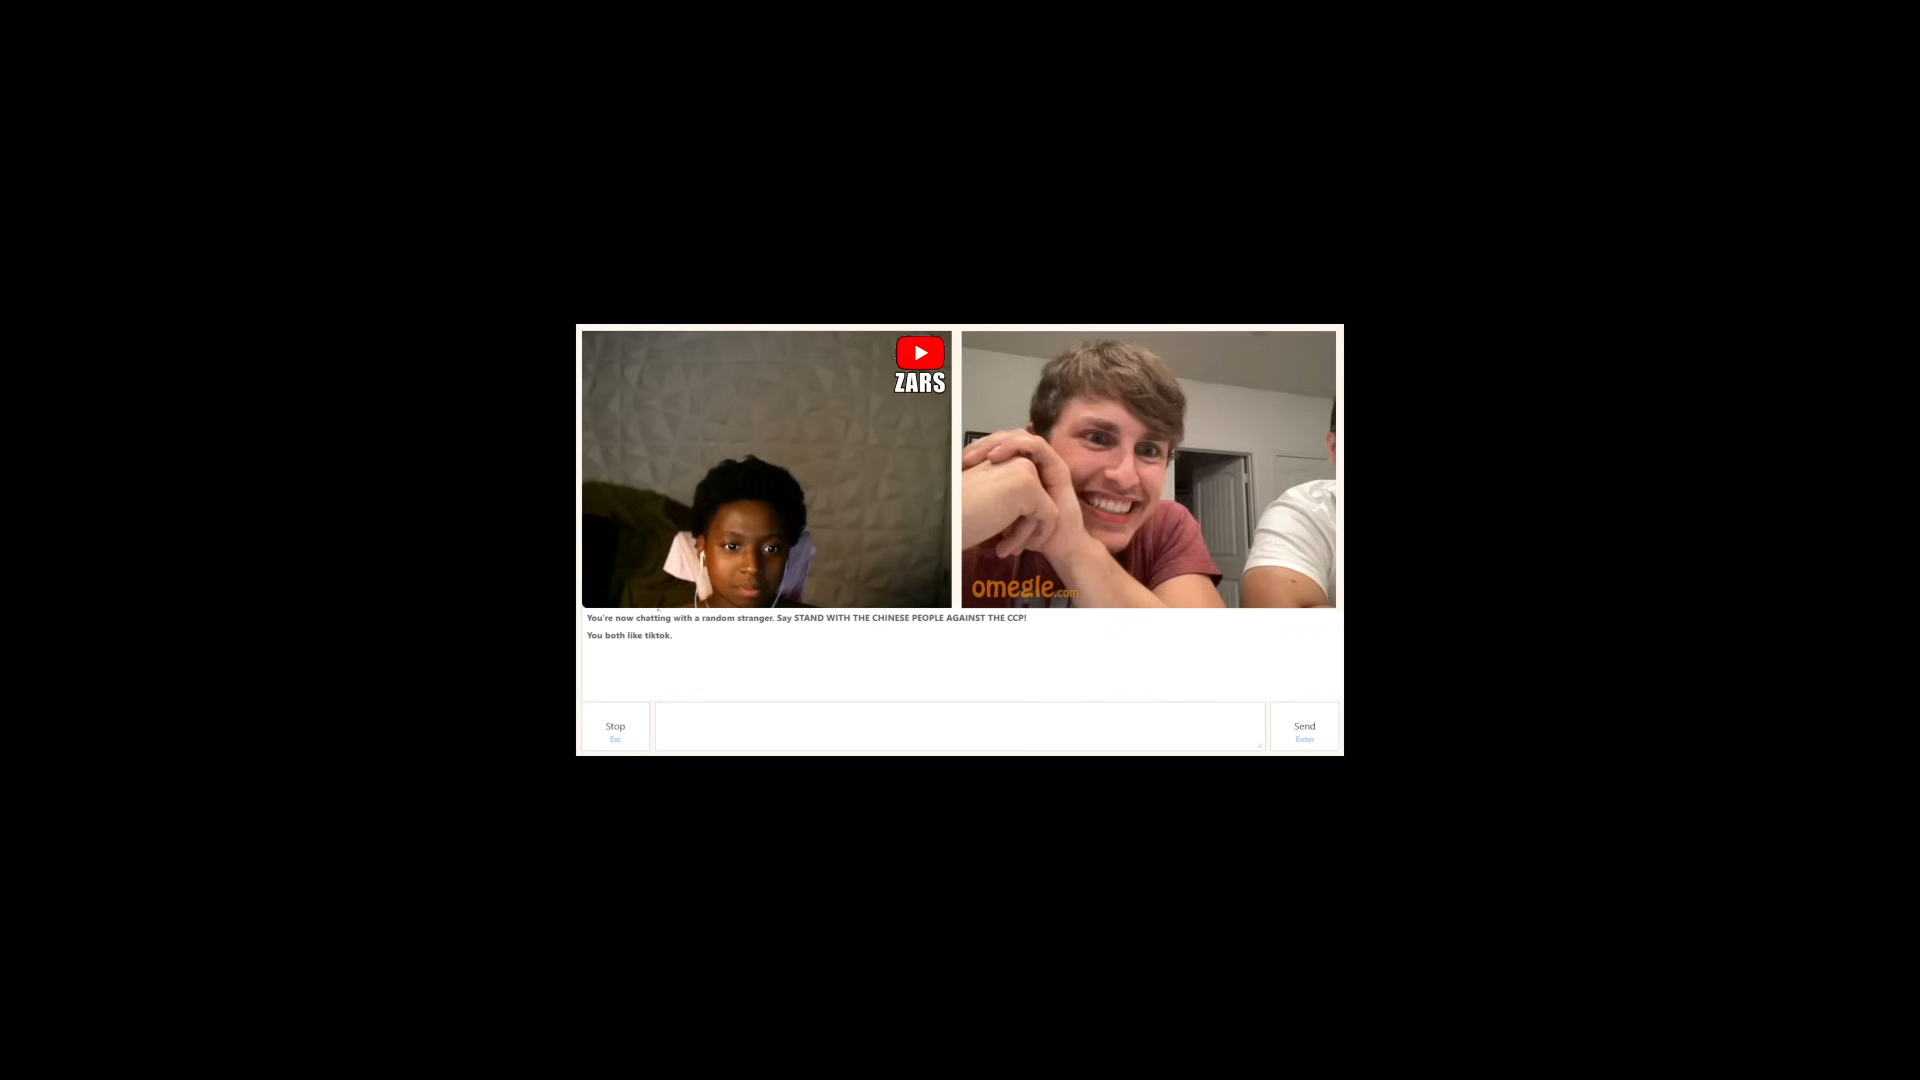 ZARS
omegle.com
You're now chatting with a random stranger. Say STAND WITH THE CHINESE PEOPLE AGAINST THE CCP!
You both like tiktok.
Stop
Esc
Send
Enter